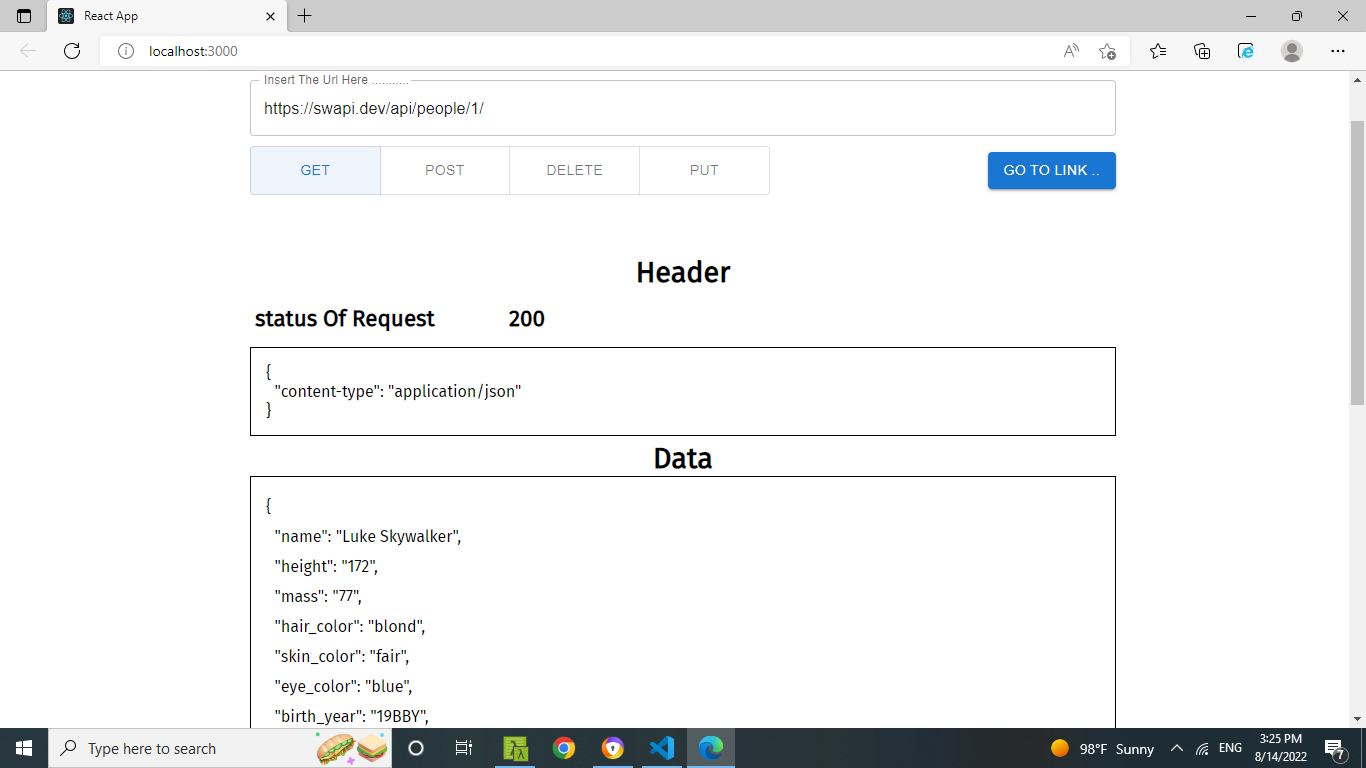 React App
localhost:3000
Insert The Url Here ...........
https://swapi.dev/api/people/1/
GET POST DELETE PUT GO TO LINK ..
Header
status Of Request 200
{
"content-type": "application/json"
}
Data
{
"name": "Luke Skywalker",
"height": "172",
"mass": "77",
"hair_color": "blond",
"skin_color": "fair",
"eye_color": "blue",
"birth_year": "19BBY",
Type here to search
98°F Sunny
ENG
3:25 PM
8/14/2022
7